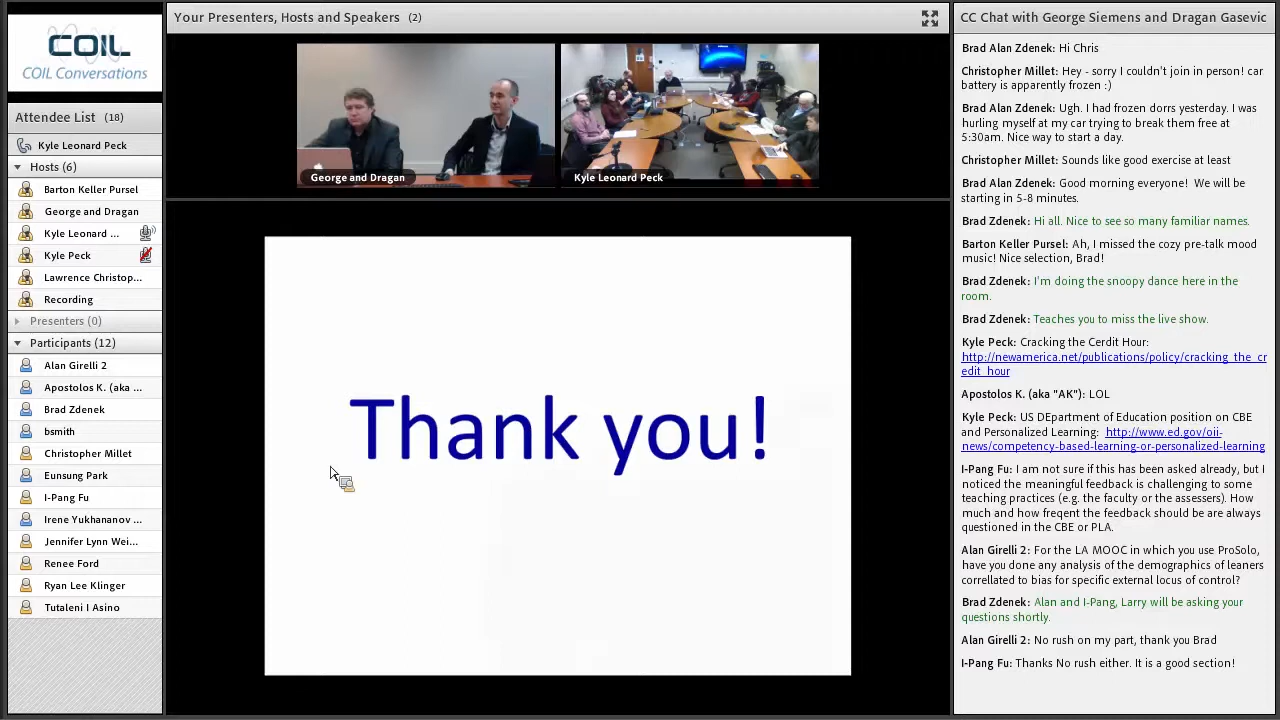 COIL
COIL Conversations
Attendee List (18)
Kyle Leonard Peck
Hosts (6)
Barton Keller Pursel
George and Dragan
Kyle Leonard ...
Kyle Peck
Lawrence Christop...
Recording
Presenters (0)
Participants (12)
Alan Girelli 2
Apostolos K. (aka ...
Brad Zdenek
bsmith
Christopher Millet
Eunsung Park
I-Pang Fu
Irene Yukhananov ...
Jennifer Lynn Wei...
Renee Ford
Ryan Lee Klinger
Tutaleni I Asino
Your Presenters, Hosts and Speakers (2)
George and Dragan
Kyle Leonard Peck
Thank you!
CC Chat with George Siemens and Dragan Gasevic
Brad Alan Zdenek: Hi Chris
Christopher Millet: Hey - sorry I couldn't join in person! car
battery is apparently frozen :)
Brad Alan Zdenek: Ugh. I had frozen dorrs yesterday. I was
hurling myself at my car trying to break them free at
5:30am. Nice way to start a day.
Christopher Millet: Sounds like good exercise at least
Brad Alan Zdenek: Good morning everyone! We will be
starting in 5-8 minutes.
Brad Zdenek: Hi all. Nice to see so many familiar names.
Barton Keller Pursel: Ah, I missed the cozy pre-talk mood
music! Nice selection, Brad!
Brad Zdenek: I'm doing the snoopy dance here in the
room.
Brad Zdenek: Teaches you to miss the live show.
Kyle Peck: Cracking the Cerdit Hour:
http://newamerica.net/publications/policy/cracking_the_cr
edit_hour
Apostolos K. (aka "AK"): LOL
Kyle Peck: US DEpartment of Education position on CBE
and Personalized Learning: http://www.ed.gov/oii-
news/competency-based-learning-or-personalized-learning
I-Pang Fu: I am not sure if this has been asked already, but I
noticed the meaningful feedback is challenging to some
teaching practices (e.g. the faculty or the assessers). How
much and how freqent the feedback should be are always
questioned in the CBE or PLA.
Alan Girelli 2: For the LA MOOC in which you use ProSolo,
have you done any analysis of the demographics of leaners
correllated to bias for specific external locus of control?
Brad Zdenek: Alan and I-Pang, Larry will be asking your
questions shortly.
Alan Girelli 2: No rush on my part, thank you Brad
I-Pang Fu: Thanks No rush either. It is a good section!